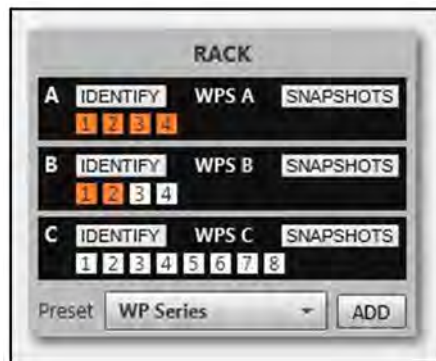 RACK
A IDENTIFY WPS A SNAPSHOTS
1 2 3 4
B IDENTIFY WPS B SNAPSHOTS
1 2 3 4
C IDENTIFY WPS C SNAPSHOTS
1 2 3 4 5 6 7 8
Preset WP Series ADD